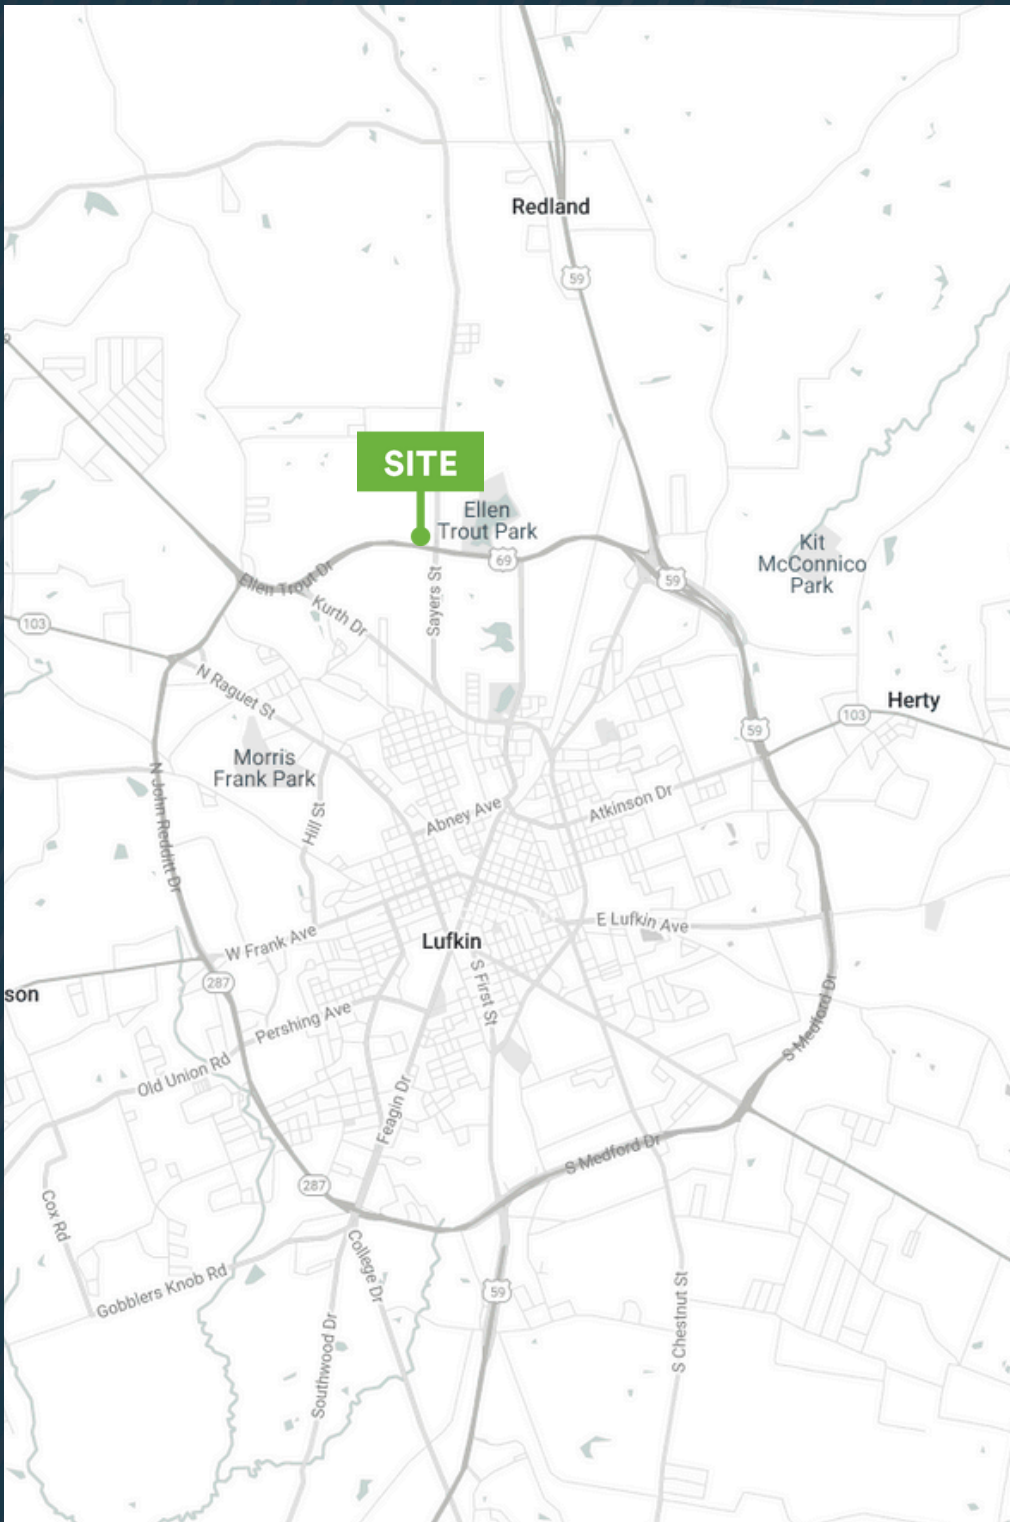 Redland
59
SITE
Ellen
Trout Park
69
Kit
McConnico
Park
59
Ellen Trout Dr
Kurth Dr
Sayers St
103
N Raguet St
Herty
103
59
Morris
Frank Park
N John Redditt Dr
Hill St
Abney Ave
Atkinson Dr
E Lufkin Ave
W Frank Ave
Lufkin
287
son
S First St
S Medford Dr
Pershing Ave
Old Union Rd
Feagin Dr
S Medford Dr
287
Cox Rd
College Dr
Gobblers Knob Rd
59
Southwood Dr
S Chestnut St